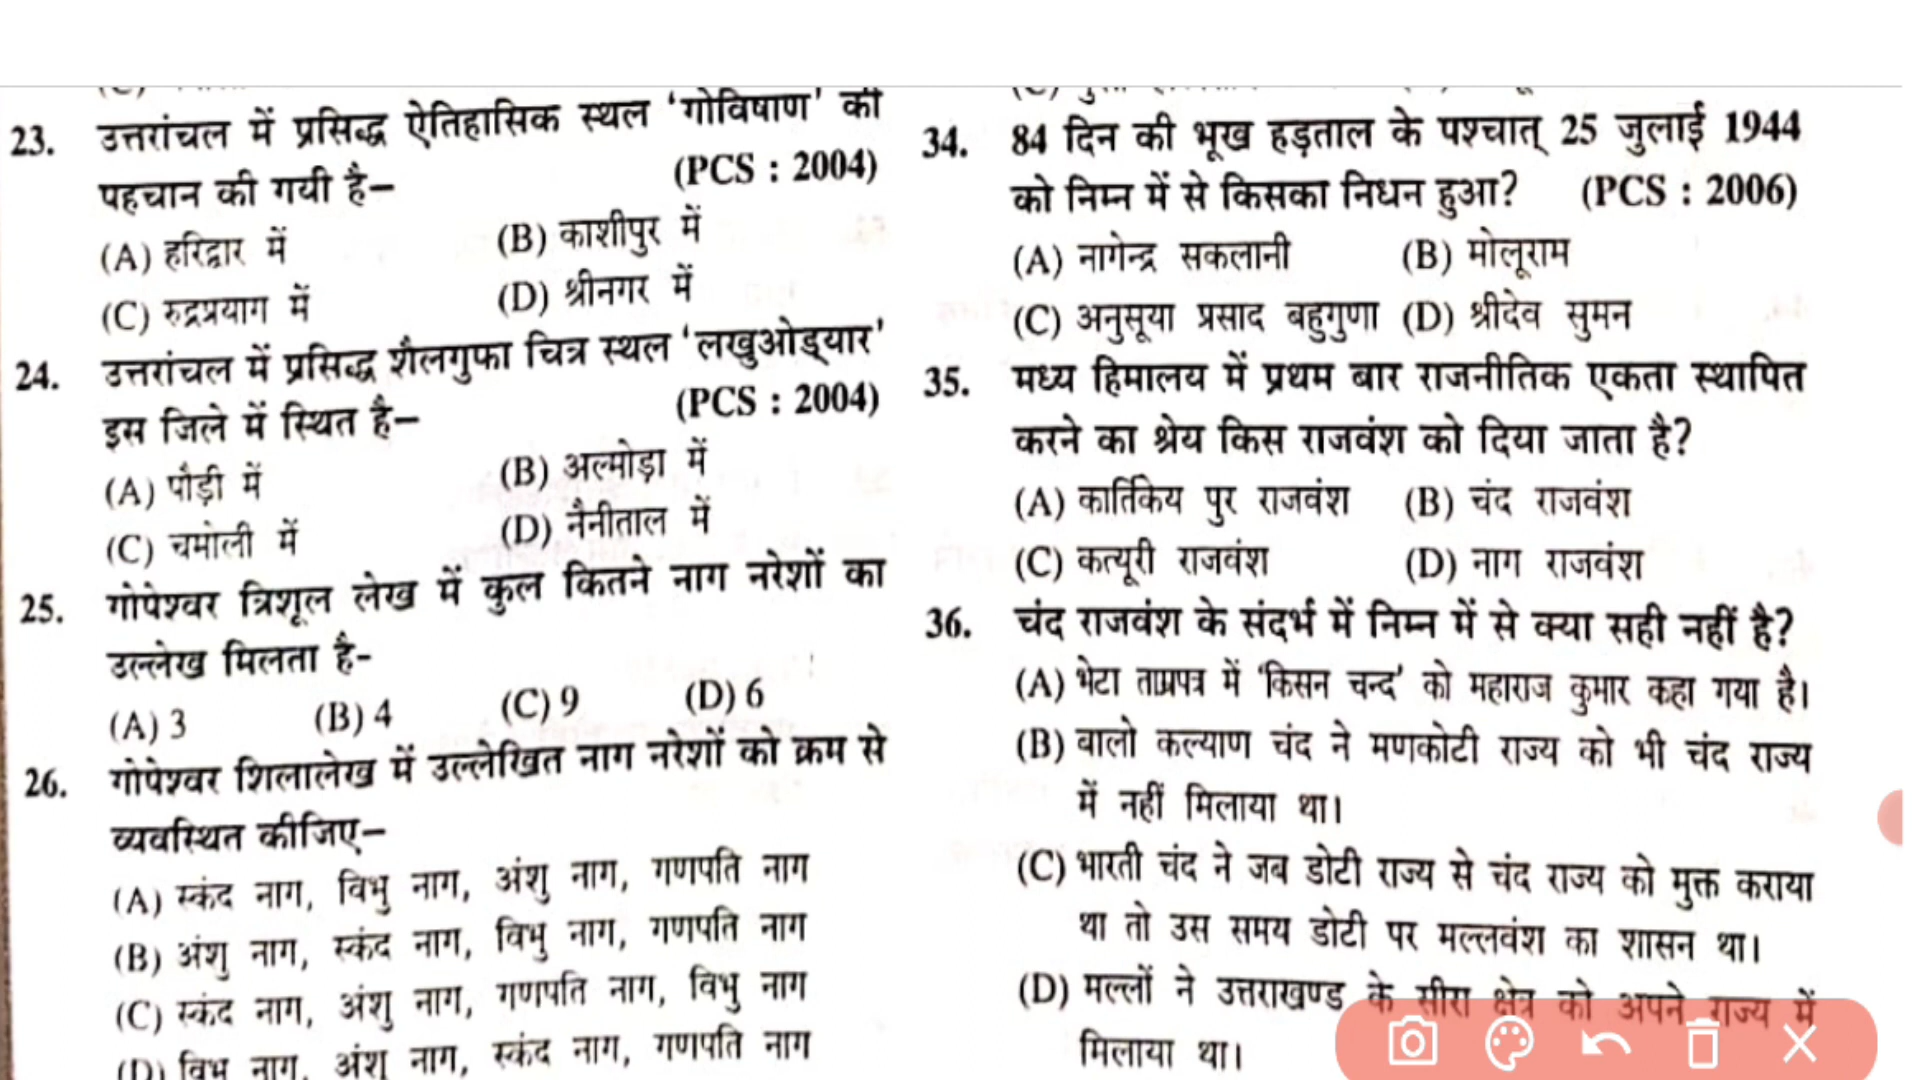 23. उत्तरांचल में प्रसिद्ध ऐतिहासिक स्थल 'गोविषाण' की
पहचान की गयी है– (PCS : 2004)
(A) हरिद्वार में (B) काशीपुर में
(C) रुद्रप्रयाग में (D) श्रीनगर में
24. उत्तरांचल में प्रसिद्ध शैलगुफा चित्र स्थल 'लखुओड्यार'
इस जिले में स्थित है– (PCS : 2004)
(A) पौड़ी में (B) अल्मोड़ा में
(C) चमोली में (D) नैनीताल में
25. गोपेश्वर त्रिशूल लेख में कुल कितने नाग नरेशों का
उल्लेख मिलता है-
(A) 3 (B) 4 (C) 9 (D) 6
26. गोपेश्वर शिलालेख में उल्लेखित नाग नरेशों को क्रम से
व्यवस्थित कीजिए–
(A) स्कंद नाग, विभु नाग, अंशु नाग, गणपति नाग
(B) अंशु नाग, स्कंद नाग, विभु नाग, गणपति नाग
(C) स्कंद नाग, अंशु नाग, गणपति नाग, विभु नाग
(D) विभु नाग, अंशु नाग, स्कंद नाग, गणपति नाग
34. 84 दिन की भूख हड़ताल के पश्चात् 25 जुलाई 1944
को निम्न में से किसका निधन हुआ? (PCS : 2006)
(A) नागेन्द्र सकलानी (B) मोलूराम
(C) अनुसूया प्रसाद बहुगुणा (D) श्रीदेव सुमन
35. मध्य हिमालय में प्रथम बार राजनीतिक एकता स्थापित
करने का श्रेय किस राजवंश को दिया जाता है?
(A) कार्तिकेय पुर राजवंश (B) चंद राजवंश
(C) कत्यूरी राजवंश (D) नाग राजवंश
36. चंद राजवंश के संदर्भ में निम्न में से क्या सही नहीं है?
(A) भेटा ताम्रपत्र में 'किसन चन्द' को महाराज कुमार कहा गया है।
(B) बालो कल्याण चंद ने मणकोटी राज्य को भी चंद राज्य
में नहीं मिलाया था।
(C) भारती चंद ने जब डोटी राज्य से चंद राज्य को मुक्त कराया
था तो उस समय डोटी पर मल्लवंश का शासन था।
(D) मल्लों ने उत्तराखण्ड के सीरा क्षेत्र को अपने राज्य में
मिलाया था।